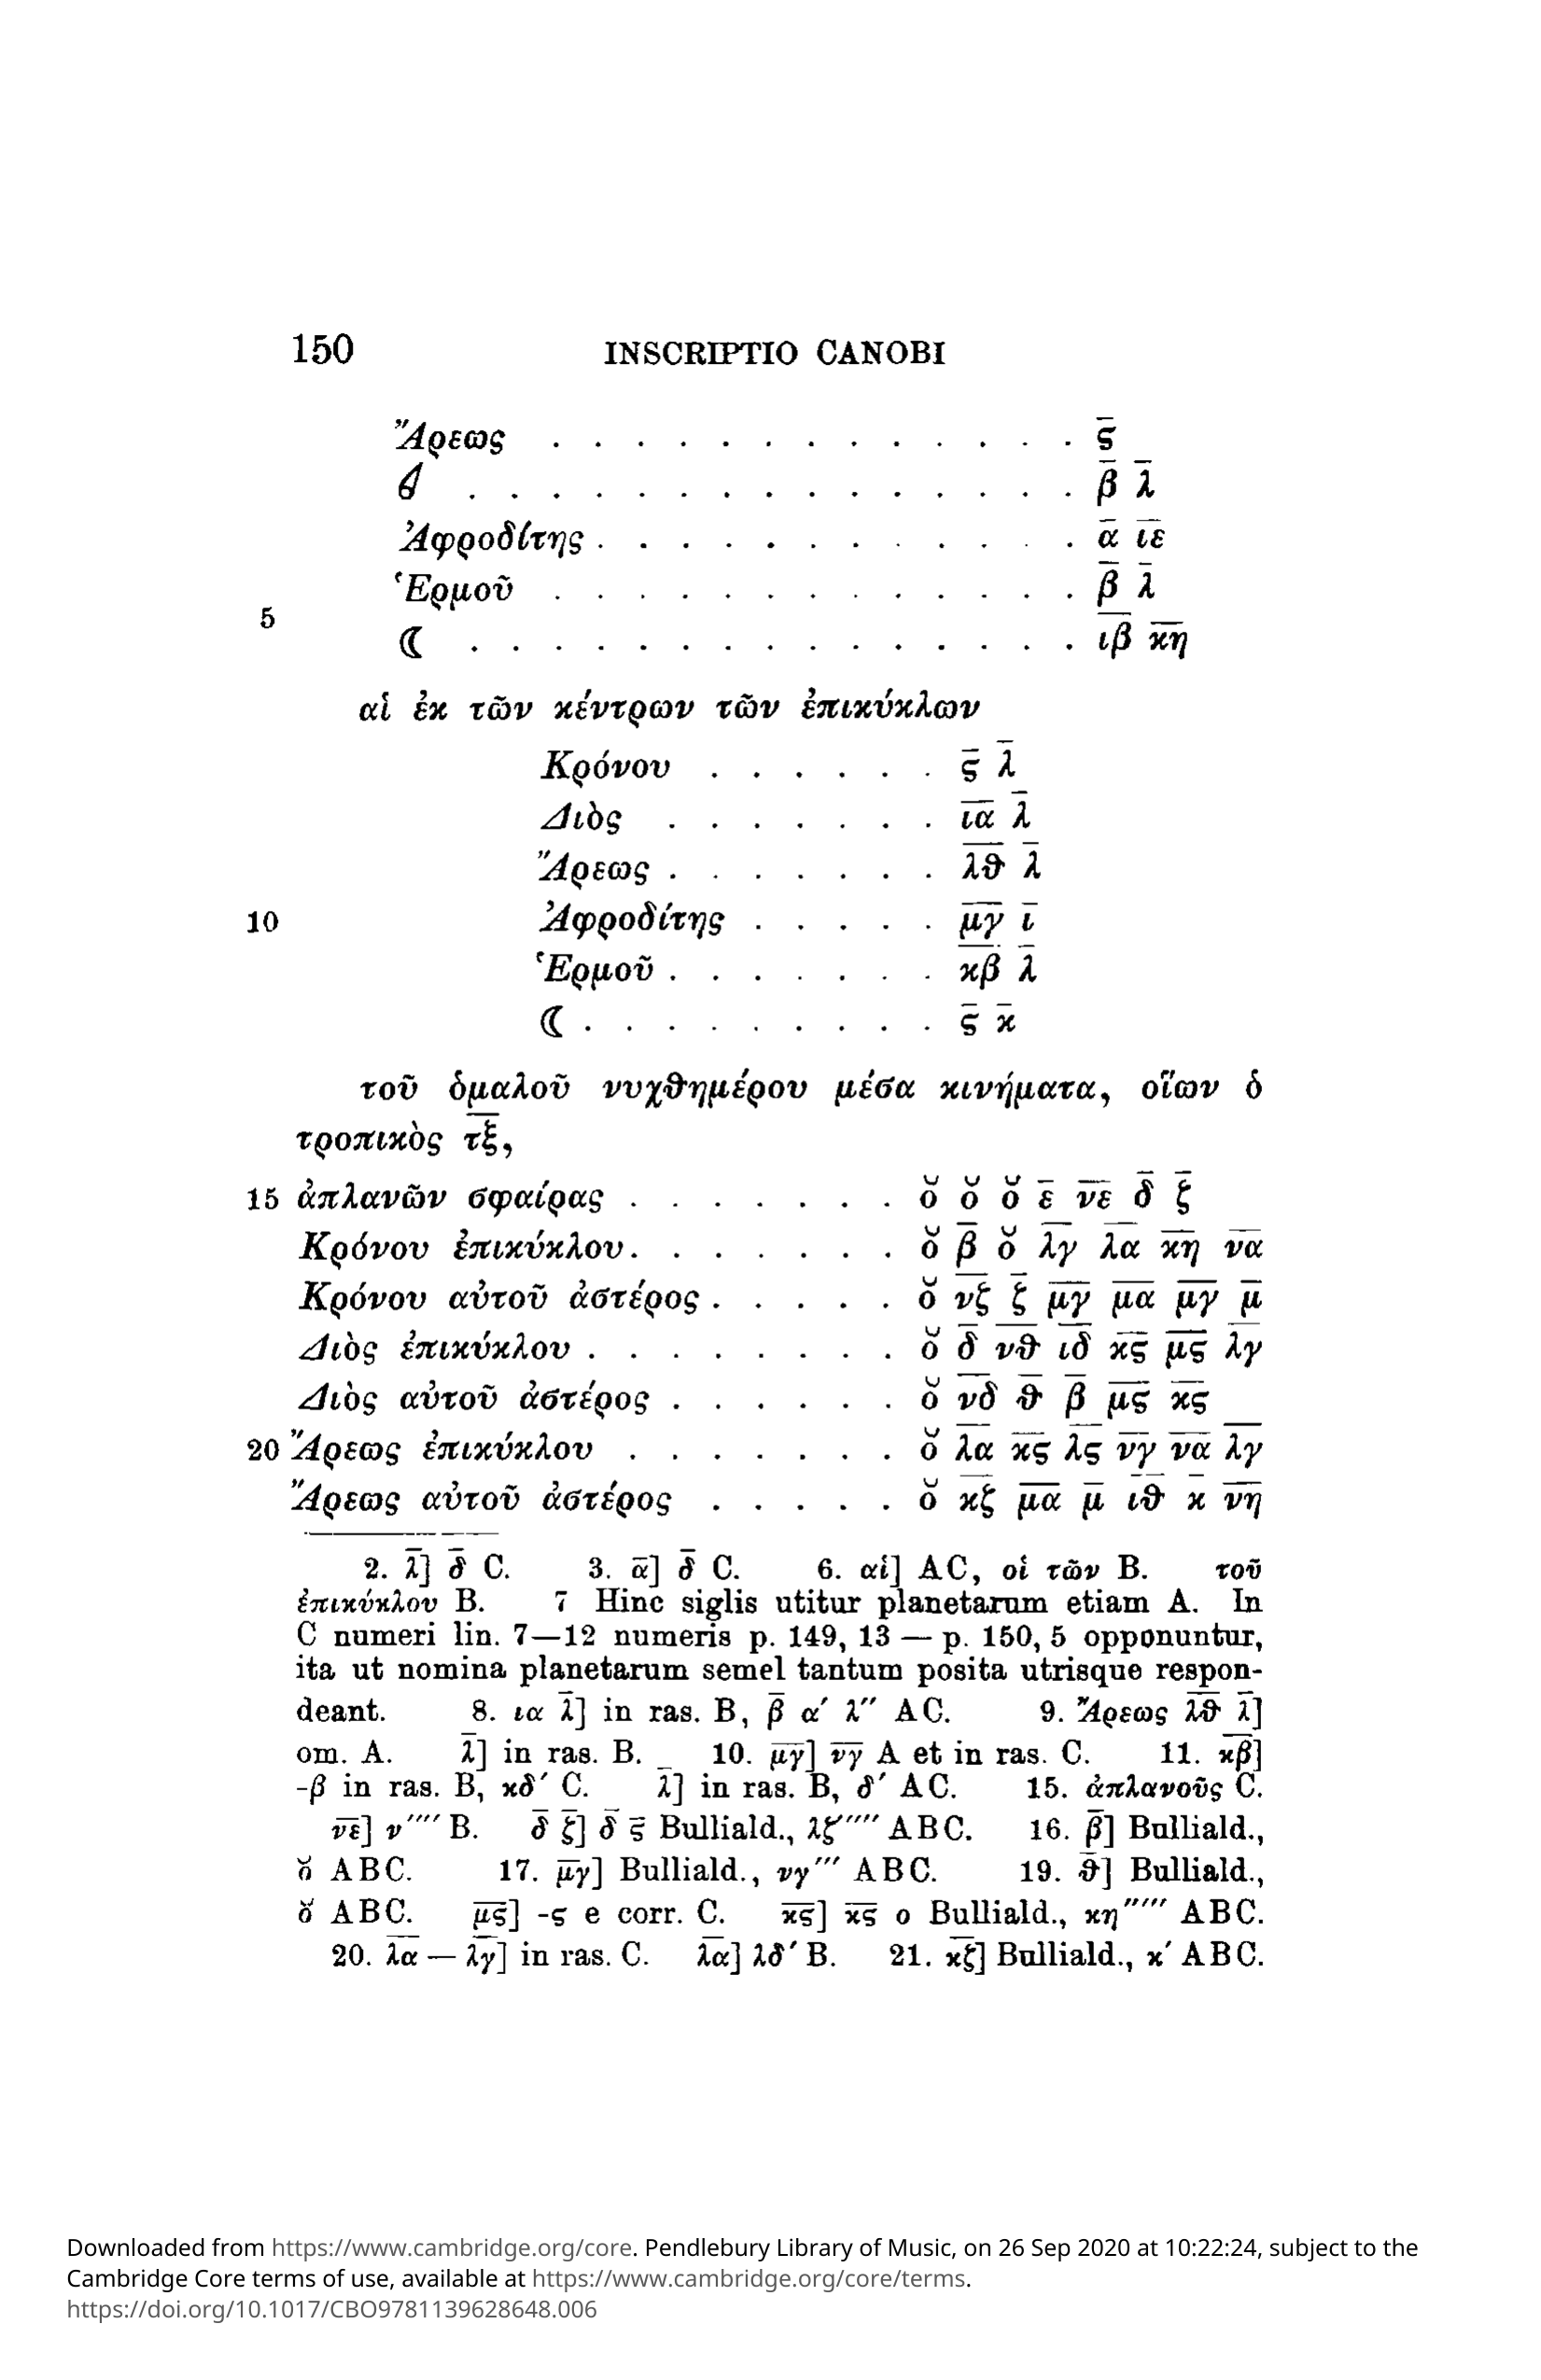 150 INSCRIPTIO CANOBI
Ἄρεως . . . . . . . . . . . . . ς̅
☉ . . . . . . . . . . . . . . . β̅ λ̅
Ἀφροδίτης . . . . . . . . . . . . α̅ ι̅ε̅
Ἑρμοῦ . . . . . . . . . . . . . β̅ λ̅
5
☾ . . . . . . . . . . . . . . . ι̅β̅ κ̅η̅
αἱ ἐκ τῶν κέντρων τῶν ἐπικύκλων
Κρόνου . . . . . . ς̅ λ̅
Διὸς . . . . . . . ι̅α̅ λ̅
Ἄρεως . . . . . . . λ̅θ̅ λ̅
10 Ἀφροδίτης . . . . . μ̅γ̅ ι̅
Ἑρμοῦ . . . . . . . κ̅β̅ λ̅
☾ . . . . . . . . . ς̅ κ̅
τοῦ ὁμαλοῦ νυχθημέρου μέσα κινήματα, οἵων ὁ
τροπικὸς τ̅ξ̅,
15 ἀπλανῶν σφαίρας . . . . . . . ο̆ ο̆ ο̆ ε̅ ν̅ε̅ δ̅ ζ̅
Κρόνου ἐπικύκλου . . . . . . . ο̆ β̅ ο̆ λ̅γ̅ λ̅α̅ κ̅η̅ ν̅α̅
Κρόνου αὐτοῦ ἀστέρος . . . . . ο̆ ν̅ζ̅ ζ̅ μ̅γ̅ μ̅α̅ μ̅γ̅ μ̅
Διὸς ἐπικύκλου . . . . . . . . ο̆ δ̅ ν̅θ̅ ι̅δ̅ κ̅ς̅ μ̅ς̅ λ̅γ̅
Διὸς αὐτοῦ ἀστέρος . . . . . . ο̆ ν̅δ̅ θ̅ β̅ μ̅ς̅ κ̅ς̅
20 Ἄρεως ἐπικύκλου . . . . . . . ο̆ λ̅α̅ κ̅ς̅ λ̅ς̅ ν̅γ̅ ν̅α̅ λ̅γ̅
Ἄρεως αὐτοῦ ἀστέρος . . . . . ο̆ κ̅ζ̅ μ̅α̅ μ̅ ι̅θ̅ κ̅ ν̅η̅
2. λ̅] δ̅ C. 3. α̅] δ̅ C. 6. αἱ] AC, οἱ τῶν B. τοῦ
ἐπικύκλου B. 7 Hinc siglis utitur planetarum etiam A. In
C numeri lin. 7—12 numeris p. 149, 13 — p. 150, 5 opponuntur,
ita ut nomina planetarum semel tantum posita utrisque respon-
deant. 8. ια λ̅] in ras. B, β̅ α′ λ′′ AC. 9. Ἄρεως λ̅θ̅ λ̅]
om. A. λ̅] in ras. B. 10. μ̅γ̅] ν̅γ̅ A et in ras. C. 11. κ̅β̅]
-β in ras. B, κδ′ C. λ̅] in ras. B, δ′ AC. 15. ἀπλανοῦς C.
ν̅ε̅] ν′′′′ B. δ̅ ζ̅] δ̅ ς̅ Bulliald., λζ′′′′′ ABC. 16. β̅] Bulliald.,
ο̆ ABC. 17. μ̅γ̅] Bulliald., νγ′′′ ABC. 19. θ̅] Bulliald.,
ο̆ ABC. μ̅ς̅] -ς e corr. C. κ̅ς̅] κ̅ς̅ ο Bulliald., κη′′′′′ ABC.
20. λ̅α̅ — λ̅γ̅] in ras. C. λ̅α̅] λδ′ B. 21. κ̅ζ̅] Bulliald., κ′ ABC.
Downloaded from https://www.cambridge.org/core. Pendlebury Library of Music, on 26 Sep 2020 at 10:22:24, subject to the
Cambridge Core terms of use, available at https://www.cambridge.org/core/terms.
https://doi.org/10.1017/CBO9781139628648.006